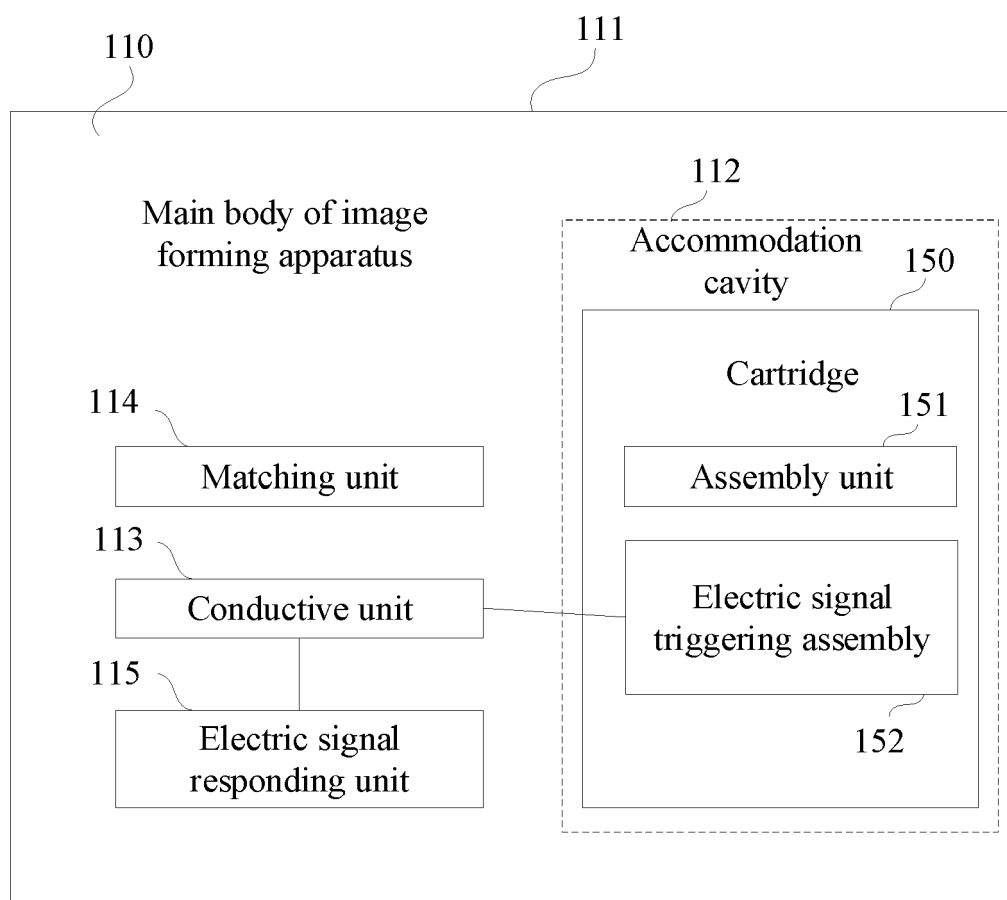 110
111
Main body of image
forming apparatus
112
Accommodation
cavity
150
Cartridge
114
Matching unit
151
Assembly unit
113
Conductive unit
Electric signal
triggering assembly
115
Electric signal
responding unit
152